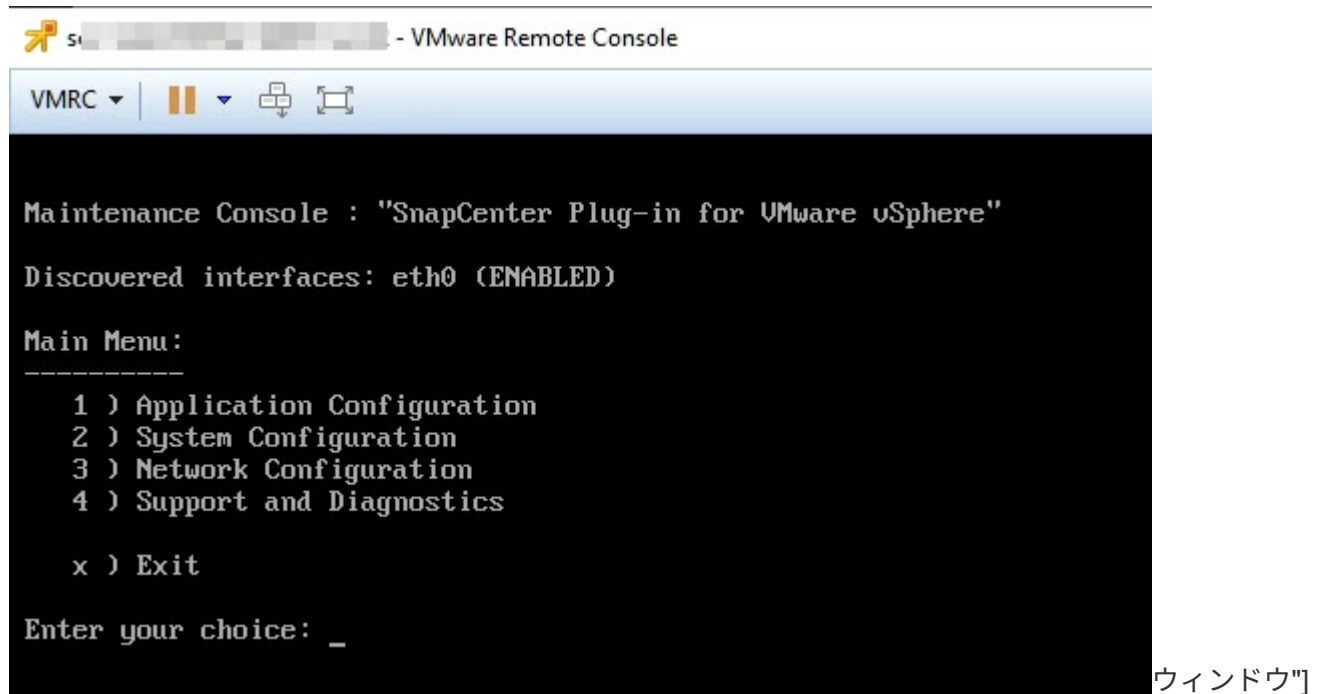 - VMware Remote Console
VMRC
Maintenance Console : "SnapCenter Plug-in for VMware vSphere"
Discovered interfaces: eth0 (ENABLED)
Main Menu:
----------
1 ) Application Configuration
2 ) System Configuration
3 ) Network Configuration
4 ) Support and Diagnostics
x ) Exit
Enter your choice: _
ウィンドウ"]